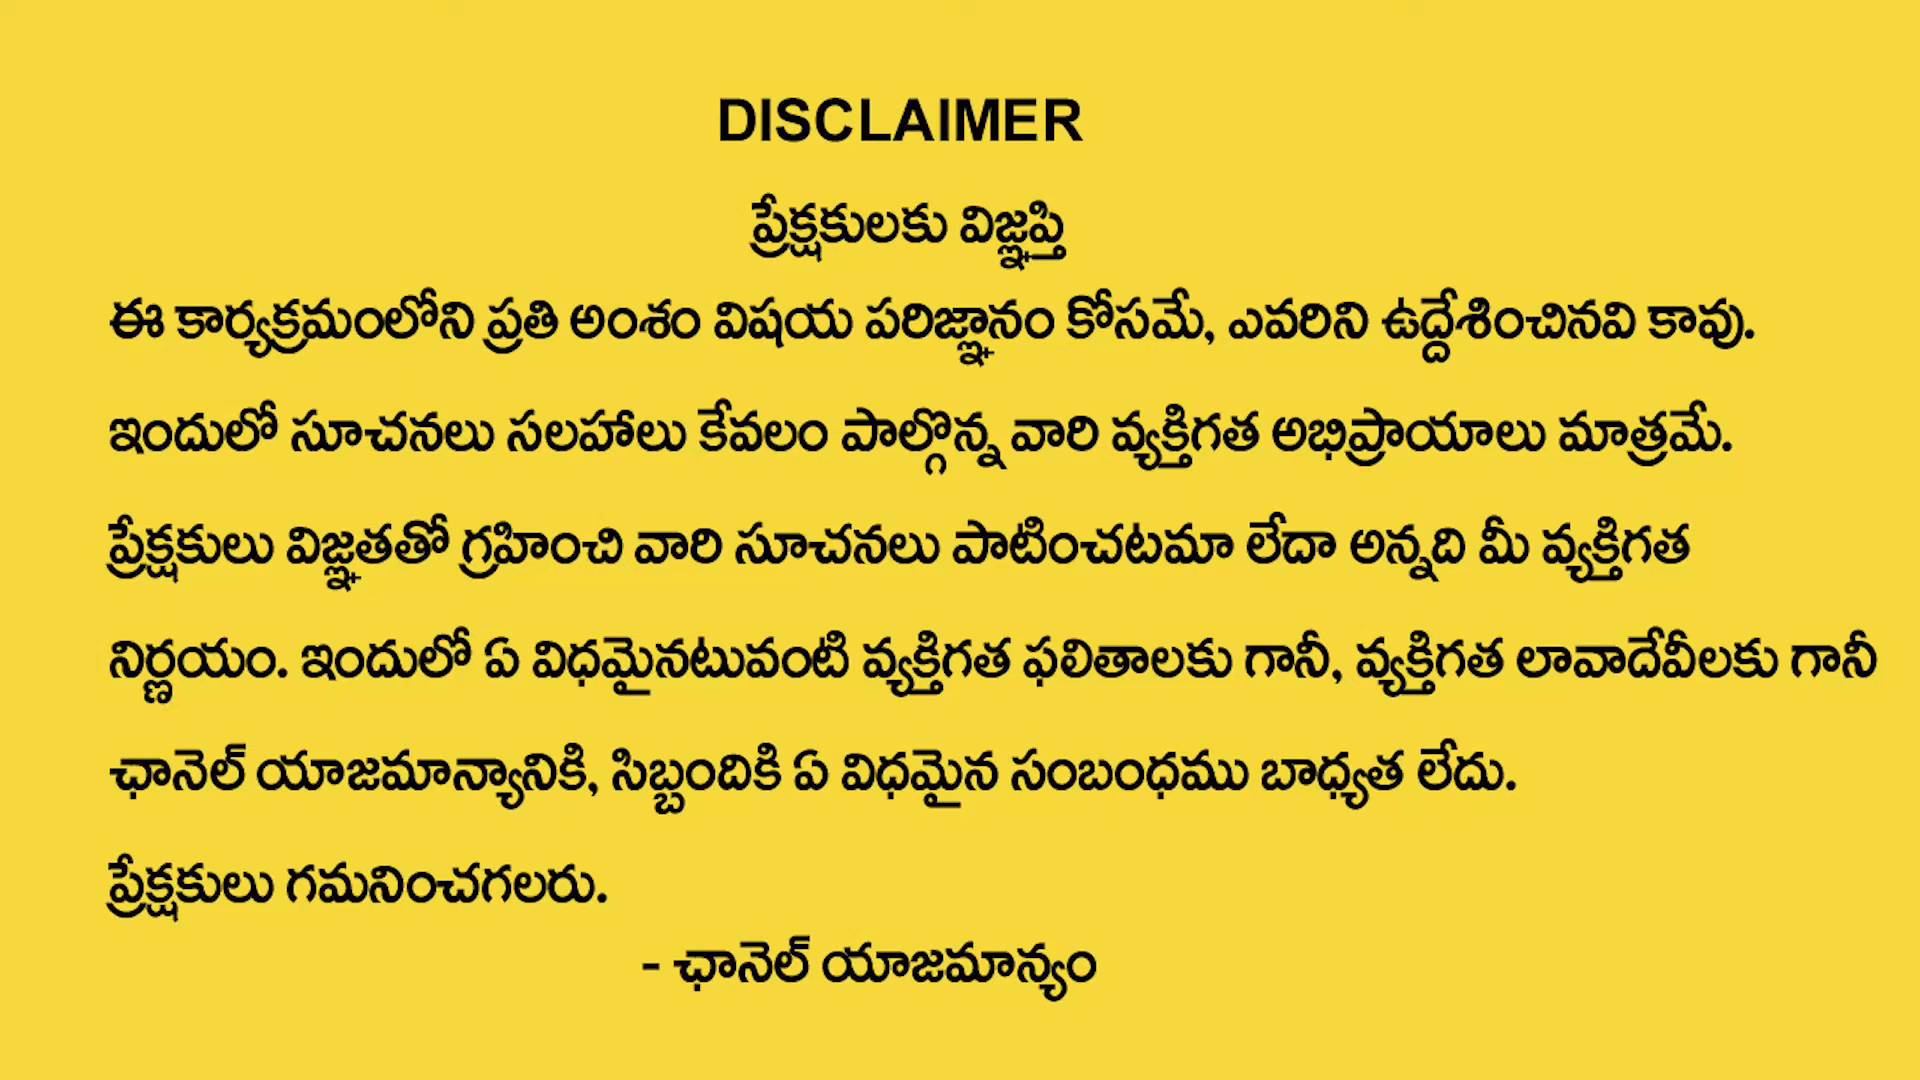 DISCLAIMER
ప్రేక్షకులకు విజ్ఞప్తి
ఈ కార్యక్రమంలోని ప్రతి అంశం విషయ పరిజ్ఞానం కోసమే, ఎవరిని ఉద్దేశించినవి కావు.
ఇందులో సూచనలు సలహాలు కేవలం పాల్గొన్న వారి వ్యక్తిగత అభిప్రాయాలు మాత్రమే.
ప్రేక్షకులు విజ్ఞతతో గ్రహించి వారి సూచనలు పాటించటమా లేదా అన్నది మీ వ్యక్తిగత
నిర్ణయం. ఇందులో ఏ విధమైనటువంటి వ్యక్తిగత ఫలితాలకు గానీ, వ్యక్తిగత లావాదేవీలకు గానీ
ఛానెల్ యాజమాన్యానికి, సిబ్బందికి ఏ విధమైన సంబంధము బాధ్యత లేదు.
ప్రేక్షకులు గమనించగలరు.
- ఛానెల్ యాజమాన్యం